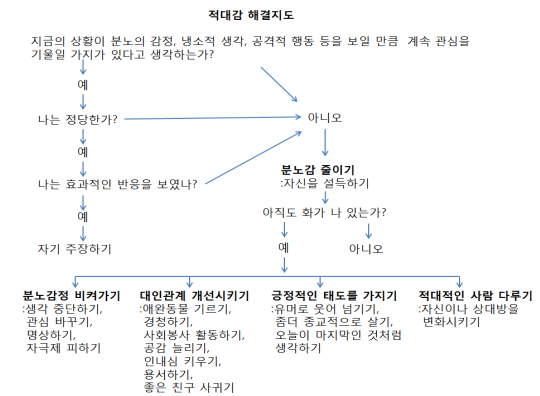 적대감 해결지도
지금의 상황이 분노의 감정, 냉소적 생각, 공격적 행동 등을 보일 만큼 계속 관심을
기울일 가지가 있다고 생각하는가?
예
나는 정당한가?
아니오
예
분노감 줄이기
:자신을 설득하기
나는 효과적인 반응을 보였나?
아직도 화가 나 있는가?
예
자기 주장하기
예
아니오
분노감정 비켜가기
:생각 중단하기,
관심 바꾸기,
명상하기,
자극제 피하기
대인관계 개선시키기
:애완동물 기르기,
경청하기,
사회봉사 활동하기,
공감 늘리기,
인내심 키우기,
용서하기,
좋은 친구 사귀기
긍정적인 태도를 가지기
:유머로 웃어 넘기기,
좀더 종교적으로 살기,
오늘이 마지막인 것처럼
생각하기
적대적인 사람 다루기
:자신이나 상대방을
변화시키기